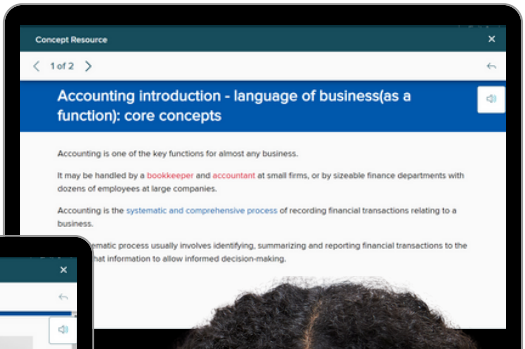 Concept Resource
1 of 2
Accounting introduction - language of business(as a
function): core concepts
Accounting is one of the key functions for almost any business.
It may be handled by a bookkeeper and accountant at small firms, or by sizeable finance departments with
dozens of employees at large companies.
Accounting is the systematic and comprehensive process of recording financial transactions relating to a
business.
ematic process usually involves identifying, summarizing and reporting financial transactions to the
hat information to allow informed decision-making.